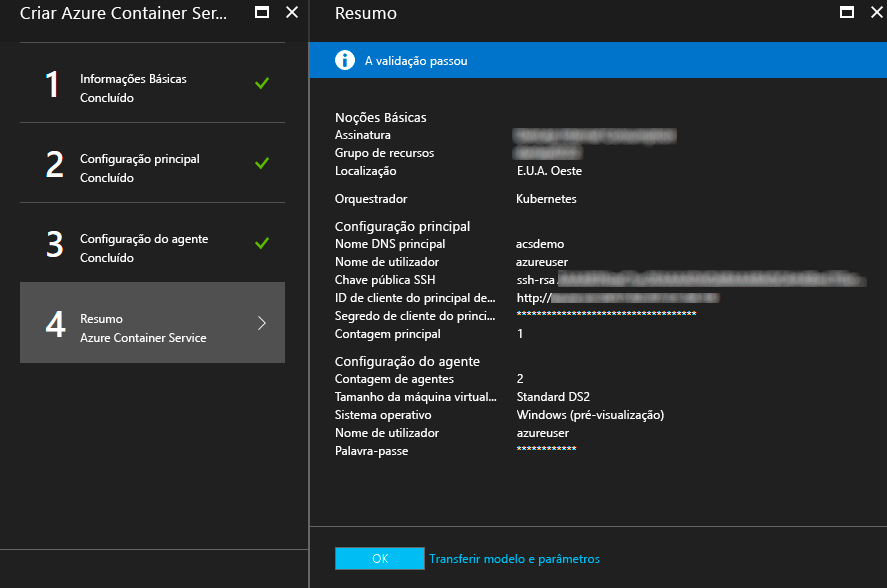 Criar Azure Container Ser...
1
Informações Básicas
Concluído
2
Configuração principal
Concluído
3
Configuração do agente
Concluído
4
Resumo
Azure Container Service
Resumo
A validação passou
Noções Básicas
Assinatura
Grupo de recursos
Localização E.U.A. Oeste
Orquestrador Kubernetes
Configuração principal
Nome DNS principal acsdemo
Nome de utilizador azureuser
Chave pública SSH ssh-rsa
ID de cliente do principal de... http://
Segredo de cliente do princi... ************************************
Contagem principal 1
Configuração do agente
Contagem de agentes 2
Tamanho da máquina virtual... Standard DS2
Sistema operativo Windows (pré-visualização)
Nome de utilizador azureuser
Palavra-passe ************
OK Transferir modelo e parâmetros